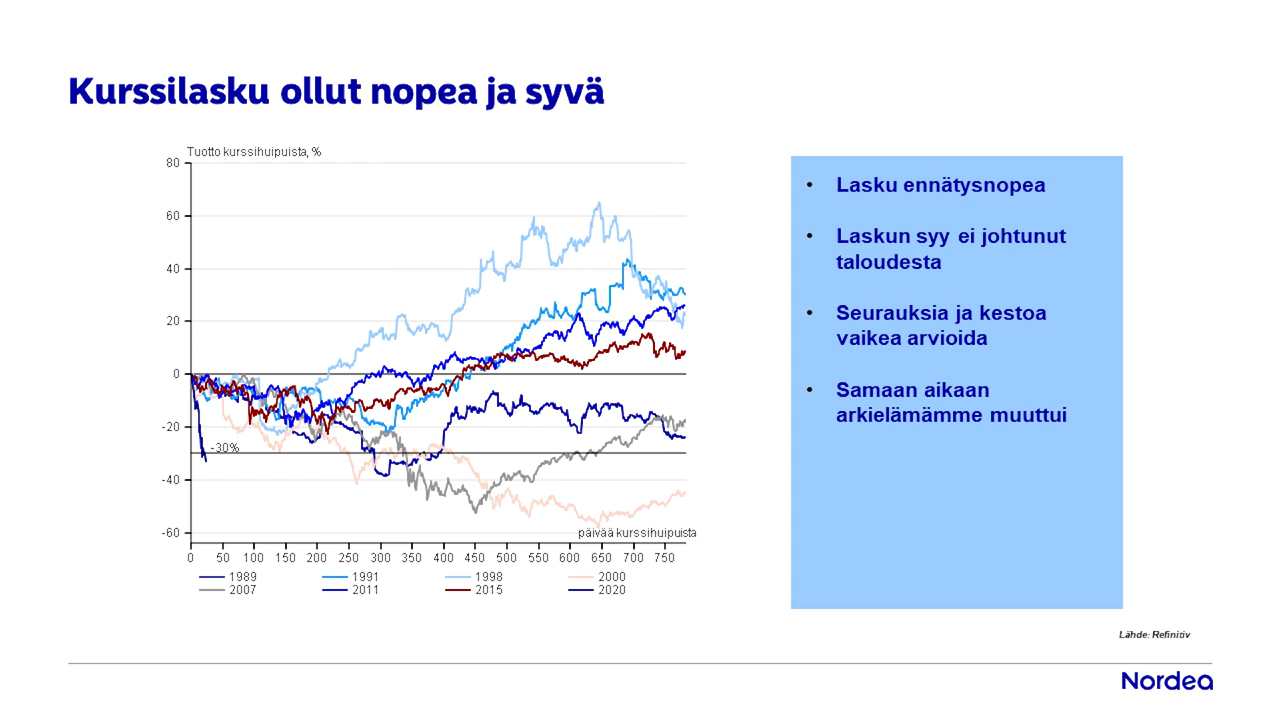 Kurssilasku ollut nopea ja syvä
Tuotto kurssihuipuista, %
80
60
40
20
0
-20
-40
-60
-30%
päivää kurssihuipuista
0 50 100 150 200 250 300 350 400 450 500 550 600 650 700 750
1989 1991 1998 2000
2007 2011 2015 2020
• Lasku ennätysnopea
• Laskun syy ei johtunut
taloudesta
• Seurauksia ja kestoa
vaikea arvioida
• Samaan aikaan
arkielämämme muuttui
Lähde: Refinitiv
Nordea